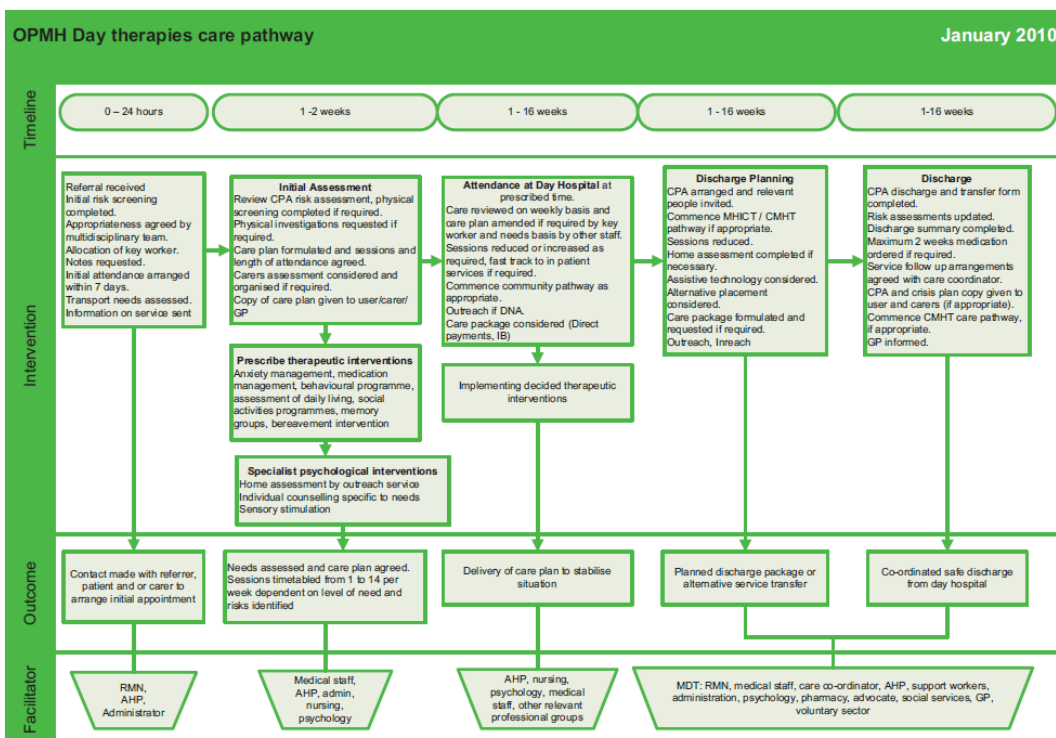 OPMH Day therapies care pathway
January 2010
Timeline
0 – 24 hours
1 -2 weeks
1 - 16 weeks
1 - 16 weeks
1-16 weeks
Intervention
Referral received
Initial risk screening
completed.
Appropriateness agreed by
multidisciplinary team.
Allocation of key worker.
Notes requested.
Initial attendance arranged
within 7 days.
Transport needs assessed.
Information on service sent
Initial Assessment
Review CPA risk assessment, physical
screening completed if required.
Physical investigations requested if
required.
Care plan formulated and sessions and
length of attendance agreed.
Carers assessment considered and
organised if required.
Copy of care plan given to user/carer/
GP
Prescribe therapeutic interventions
Anxiety management, medication
management, behavioural programme,
assessment of daily living, social
activities programmes, memory
groups, bereavement intervention
Specialist psychological interventions
Home assessment by outreach service
Individual counselling specific to needs
Sensory stimulation
Attendance at Day Hospital at
prescribed time.
Care reviewed on weekly basis and
care plan amended if required by key
worker and needs basis by other staff.
Sessions reduced or increased as
required, fast track to in patient
services if required.
Commence community pathway as
appropriate.
Outreach if DNA.
Care package considered (Direct
payments, IB)
Implementing decided therapeutic
interventions
Discharge Planning
CPA arranged and relevant
people invited.
Commence MHICT / CMHT
pathway if appropriate.
Sessions reduced.
Home assessment completed if
necessary.
Assistive technology considered.
Alternative placement
considered.
Care package formulated and
requested if required.
Outreach, Inreach
Discharge
CPA discharge and transfer form
completed.
Risk assessments updated.
Discharge summary completed.
Maximum 2 weeks medication
ordered if required.
Service follow up arrangements
agreed with care coordinator.
CPA and crisis plan copy given to
user and carers (if appropriate).
Commence CMHT care pathway,
if appropriate.
GP informed.
Outcome
Contact made with referrer,
patient and or carer to
arrange initial appointment
Needs assessed and care plan agreed.
Sessions timetabled from 1 to 14 per
week dependent on level of need and
risks identified
Delivery of care plan to stabilise
situation
Planned discharge package or
alternative service transfer
Co-ordinated safe discharge
from day hospital
Facilitator
RMN,
AHP,
Administrator
Medical staff,
AHP, admin,
nursing,
psychology
AHP, nursing,
psychology, medical
staff, other relevant
professional groups
MDT: RMN, medical staff, care co-ordinator, AHP, support workers,
administration, psychology, pharmacy, advocate, social services, GP,
voluntary sector